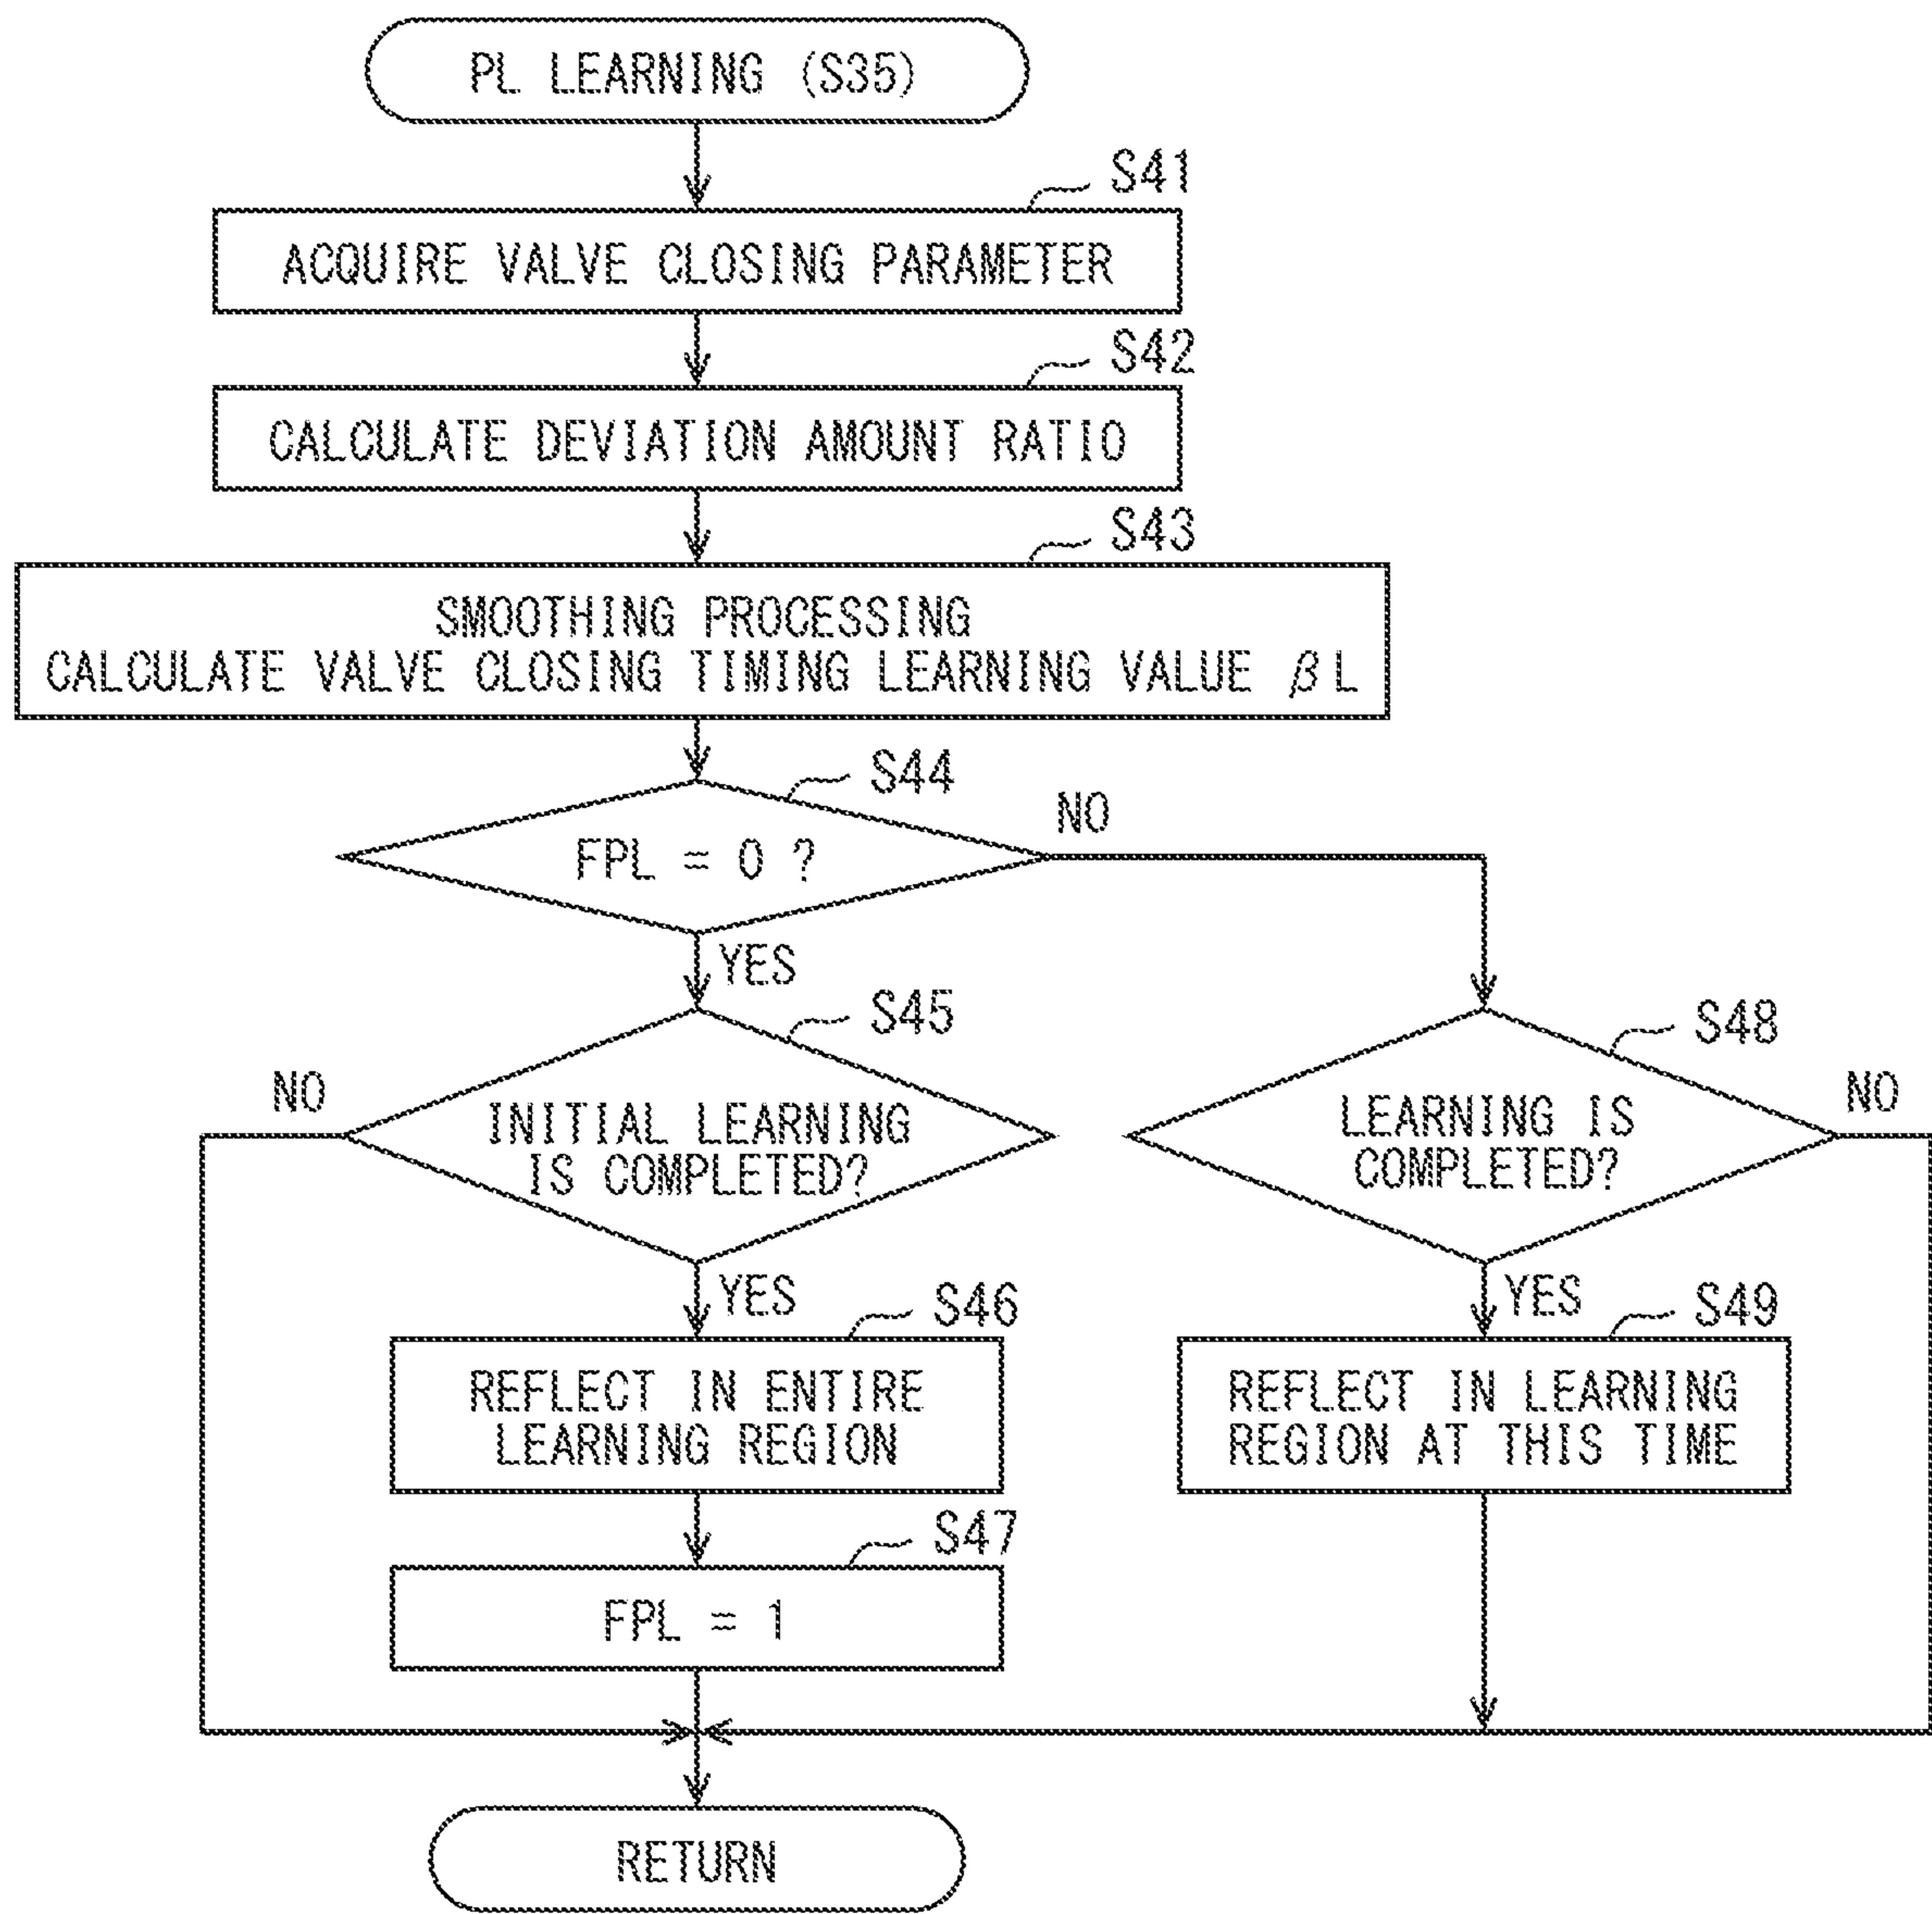 PL LEARNING (S35)
S41
ACQUIRE VALVE CLOSING PARAMETER
S42
CALCULATE DEVIATION AMOUNT RATIO
S43
SMOOTHING PROCESSING
CALCULATE VALVE CLOSING TIMING LEARNING VALUE βL
S44
FPL = 0 ?
NO
YES
S45
INITIAL LEARNING
IS COMPLETED?
NO
YES
S46
REFLECT IN ENTIRE
LEARNING REGION
S47
FPL = 1
S48
LEARNING IS
COMPLETED?
NO
YES
S49
REFLECT IN LEARNING
REGION AT THIS TIME
RETURN